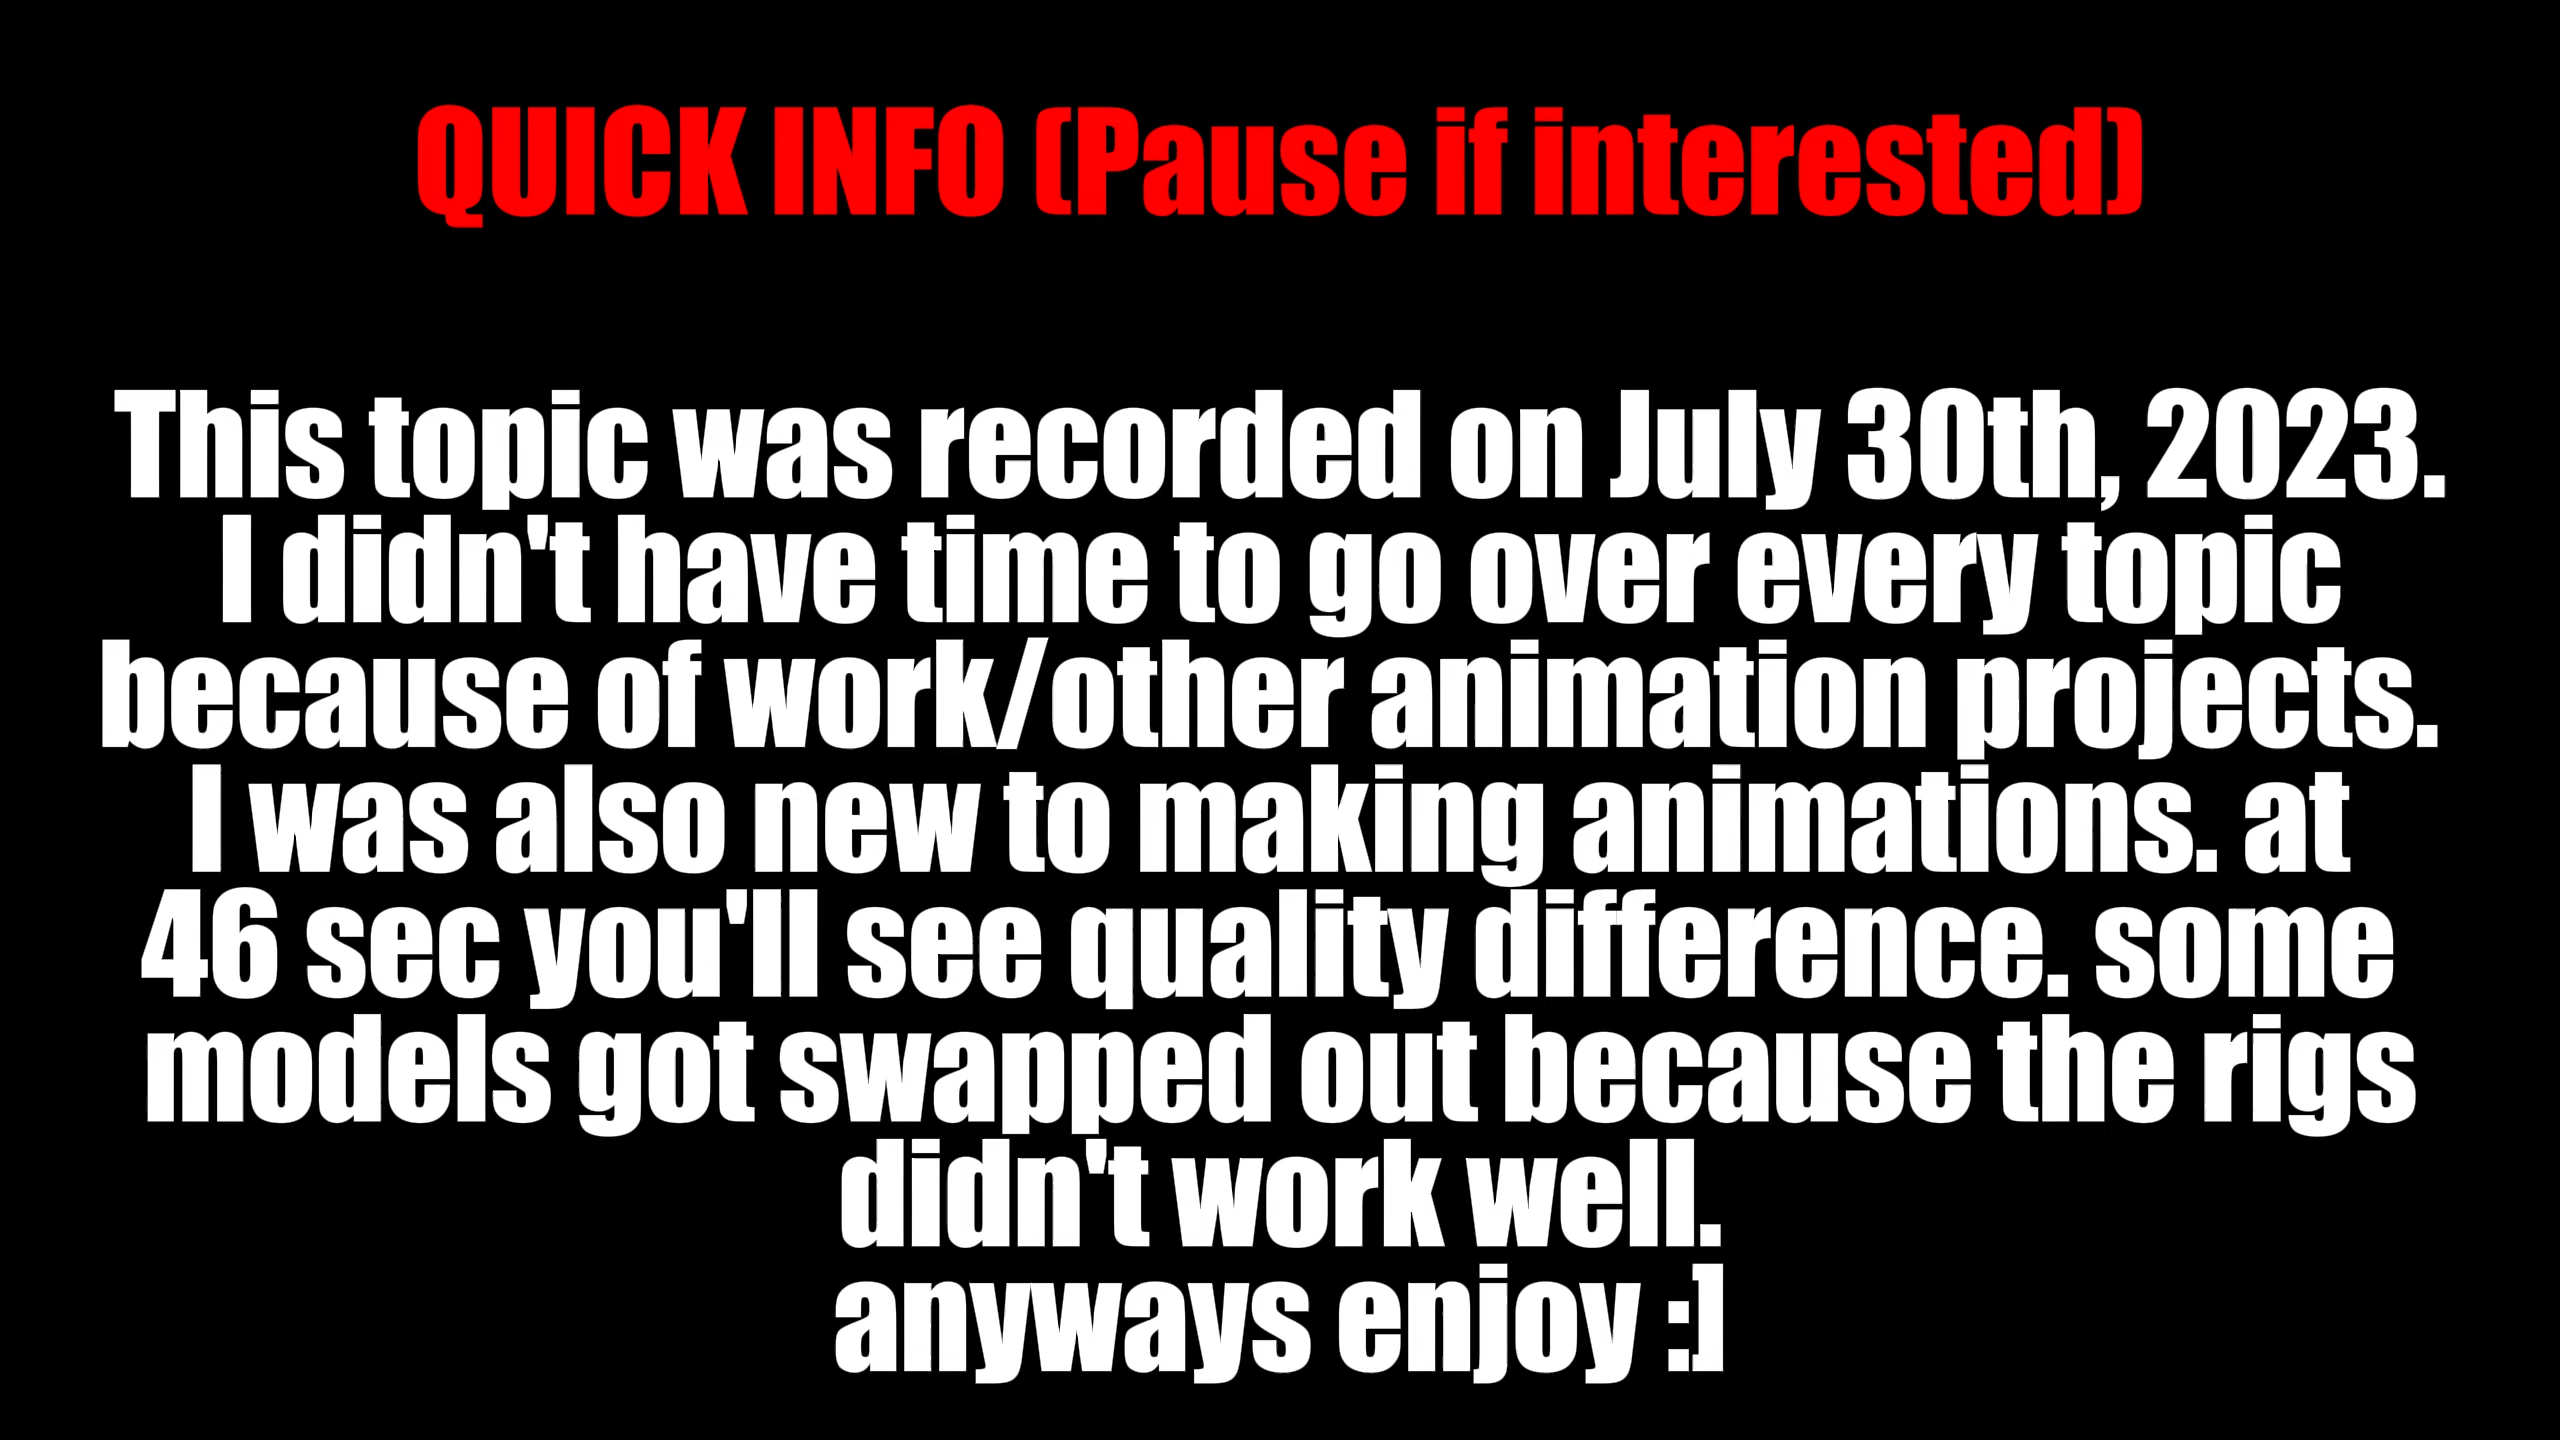 QUICK INFO (Pause if interested)
This topic was recorded on July 30th, 2023.
I didn't have time to go over every topic
because of work/other animation projects.
I was also new to making animations. at
46 sec you'll see quality difference. some
models got swapped out because the rigs
didn't work well.
anyways enjoy :]